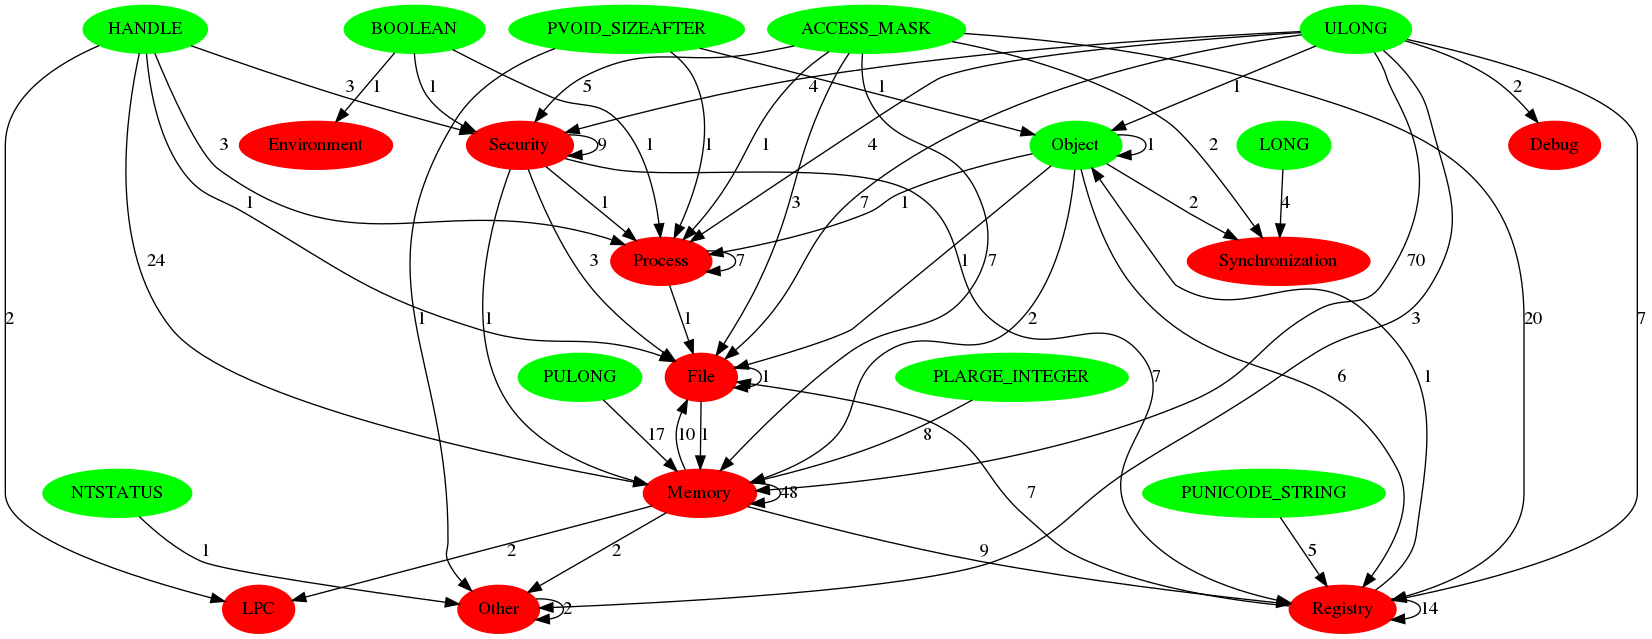 HANDLE BOOLEAN PVOID_SIZEAFTER ACCESS_MASK ULONG
3 1 1 5 4 1 1 2
Environment Security 9 Object 1 LONG Debug
3 1 1 1 1 4 2
1 1 3 7 1 2 4
24 Process 3 7 1 7 Synchronization 70
2 1 1 1 2 6 3 20 7
PULONG File 1 PLARGE_INTEGER 7 1
17 10 1 8
NTSTATUS Memory 48 7 PUNICODE_STRING
1 2 2 9 5
LPC Other 2 Registry 14